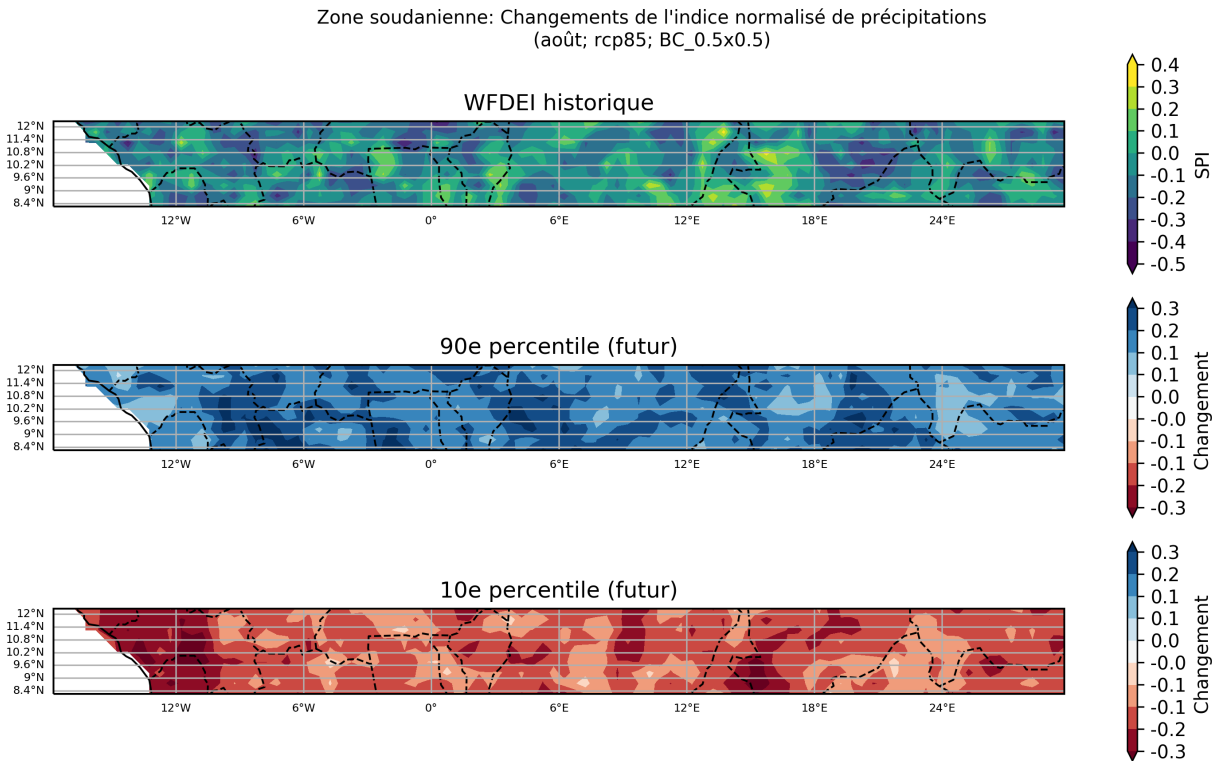 Zone soudanienne: Changements de l'indice normalisé de précipitations
(août; rcp85; BC_0.5x0.5)
WFDEI historique
12°N
11.4°N
10.8°N
10.2°N
9.6°N
9°N
8.4°N
12°W 6°W 0° 6°E 12°E 18°E 24°E
0.4
0.3
0.2
0.1
0.0
-0.1
-0.2
-0.3
-0.4
-0.5
SPI
90e percentile (futur)
12°N
11.4°N
10.8°N
10.2°N
9.6°N
9°N
8.4°N
12°W 6°W 0° 6°E 12°E 18°E 24°E
0.3
0.2
0.1
0.1
0.0
-0.0
-0.1
-0.1
-0.2
-0.3
Changement
10e percentile (futur)
12°N
11.4°N
10.8°N
10.2°N
9.6°N
9°N
8.4°N
12°W 6°W 0° 6°E 12°E 18°E 24°E
0.3
0.2
0.1
0.1
0.0
-0.0
-0.1
-0.1
-0.2
-0.3
Changement